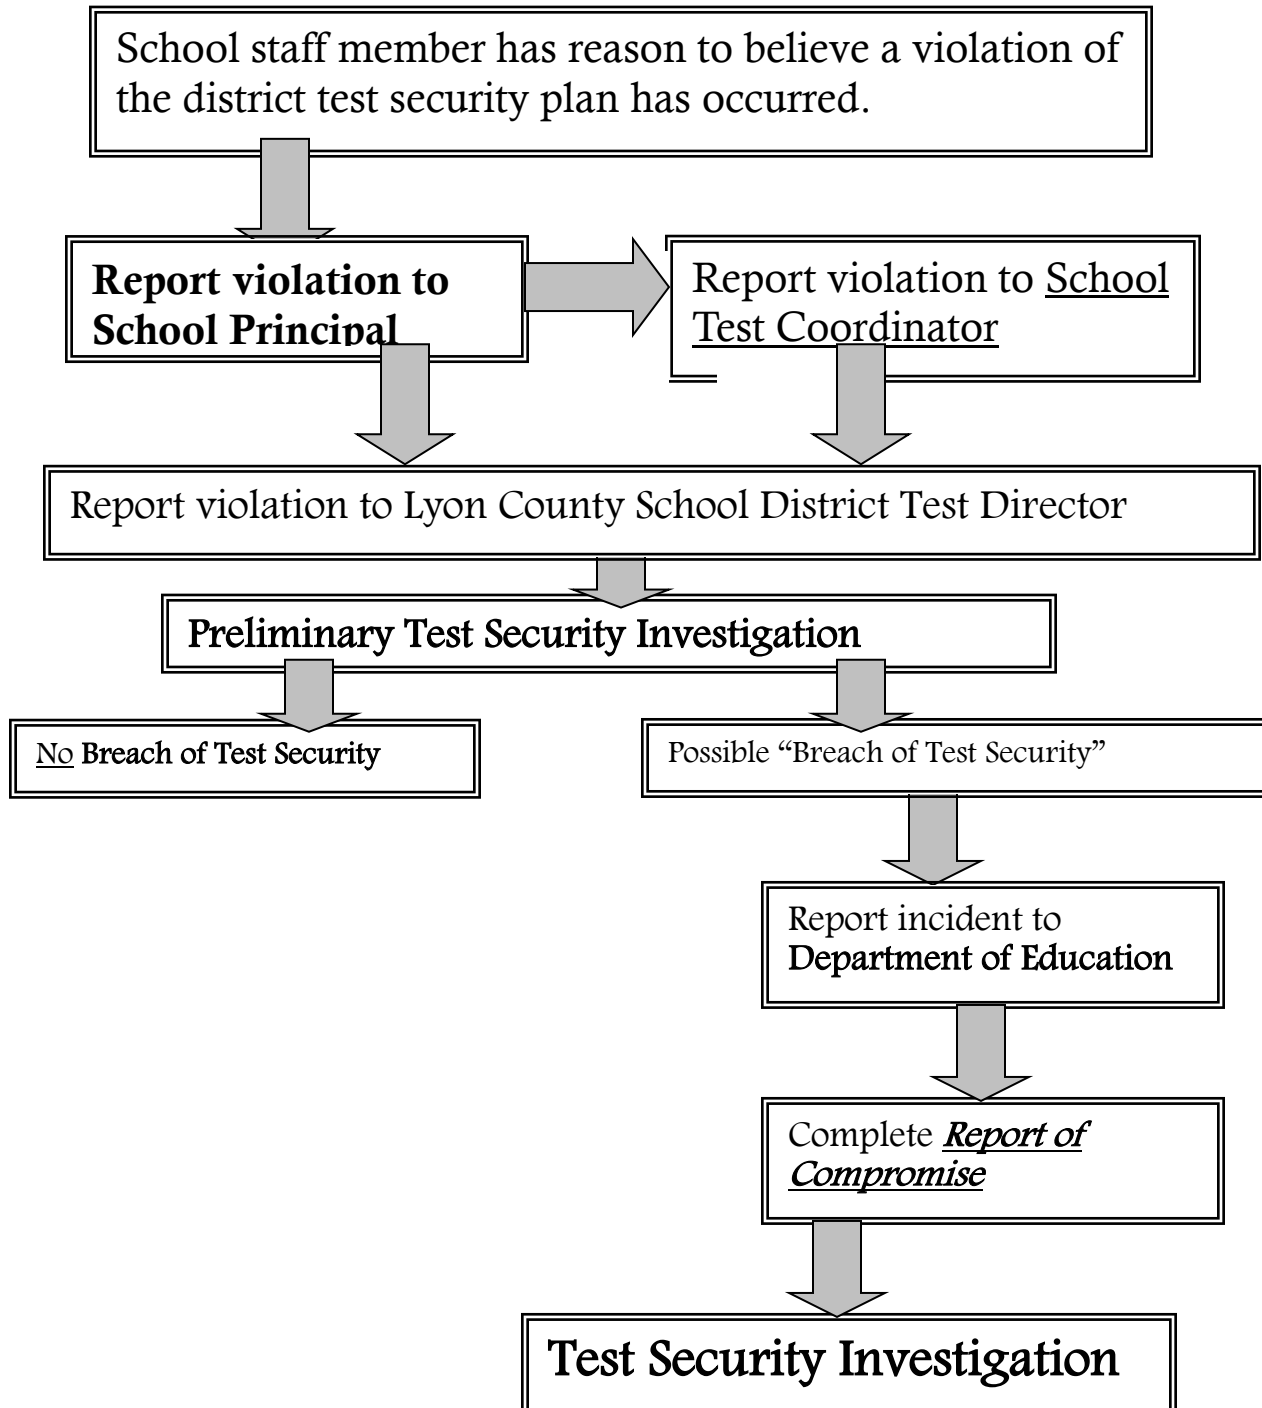 School staff member has reason to believe a violation of
the district test security plan has occurred.
Report violation to
School Principal
Report violation to School
Test Coordinator
Report violation to Lyon County School District Test Director
Preliminary Test Security Investigation
No Breach of Test Security
Possible “Breach of Test Security”
Report incident to
Department of Education
Complete Report of
Compromise
Test Security Investigation